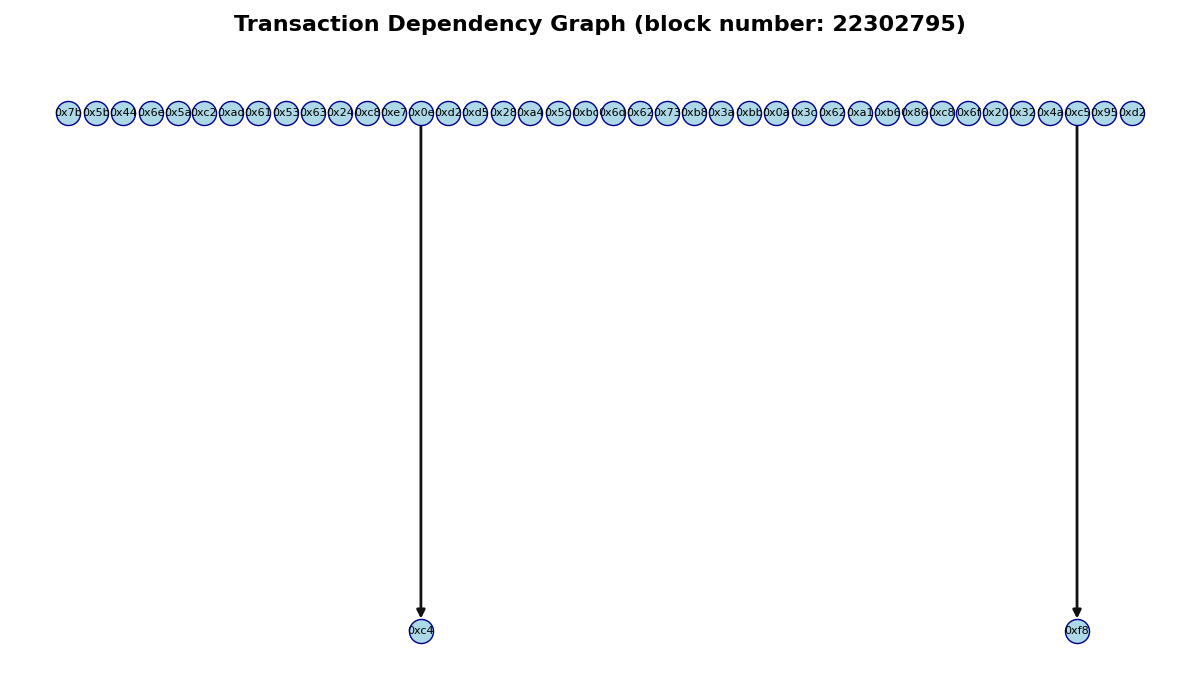 Transaction Dependency Graph (block number: 22302795)
0x7b 0x5b 0x44 0x6e 0x5a 0xc2 0xad 0x61 0x53 0x63 0x24 0xc8 0xe7 0x0e 0xd2 0xd5 0x28 0xa4 0x5c 0xbc 0x6d 0x62 0x73 0xb8 0x3a 0xbb 0x0a 0x3c 0x62 0xa1 0xb6 0x86 0xc8 0x6f 0x20 0x32 0x4a 0xc5 0x95 0xd2
0xc4 0xf8